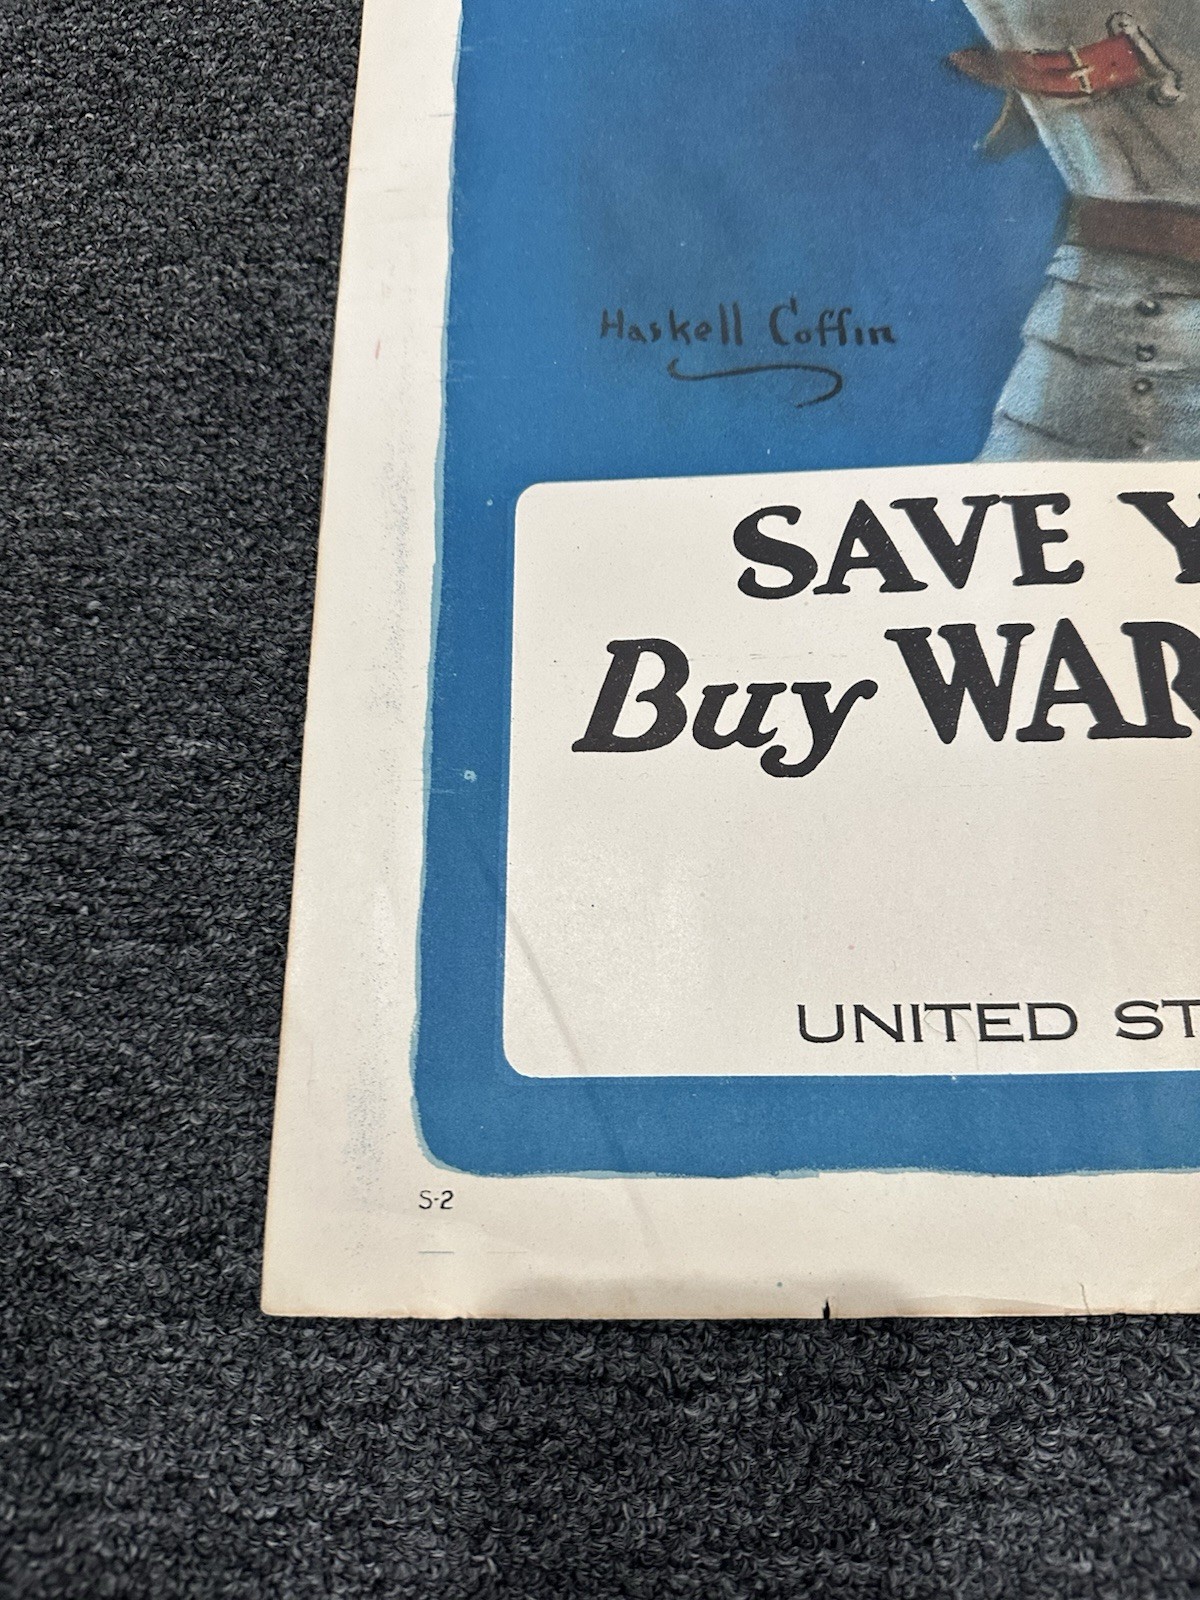 Haskell Coffin
SAVE Y
Buy WAR
UNITED ST
S-2